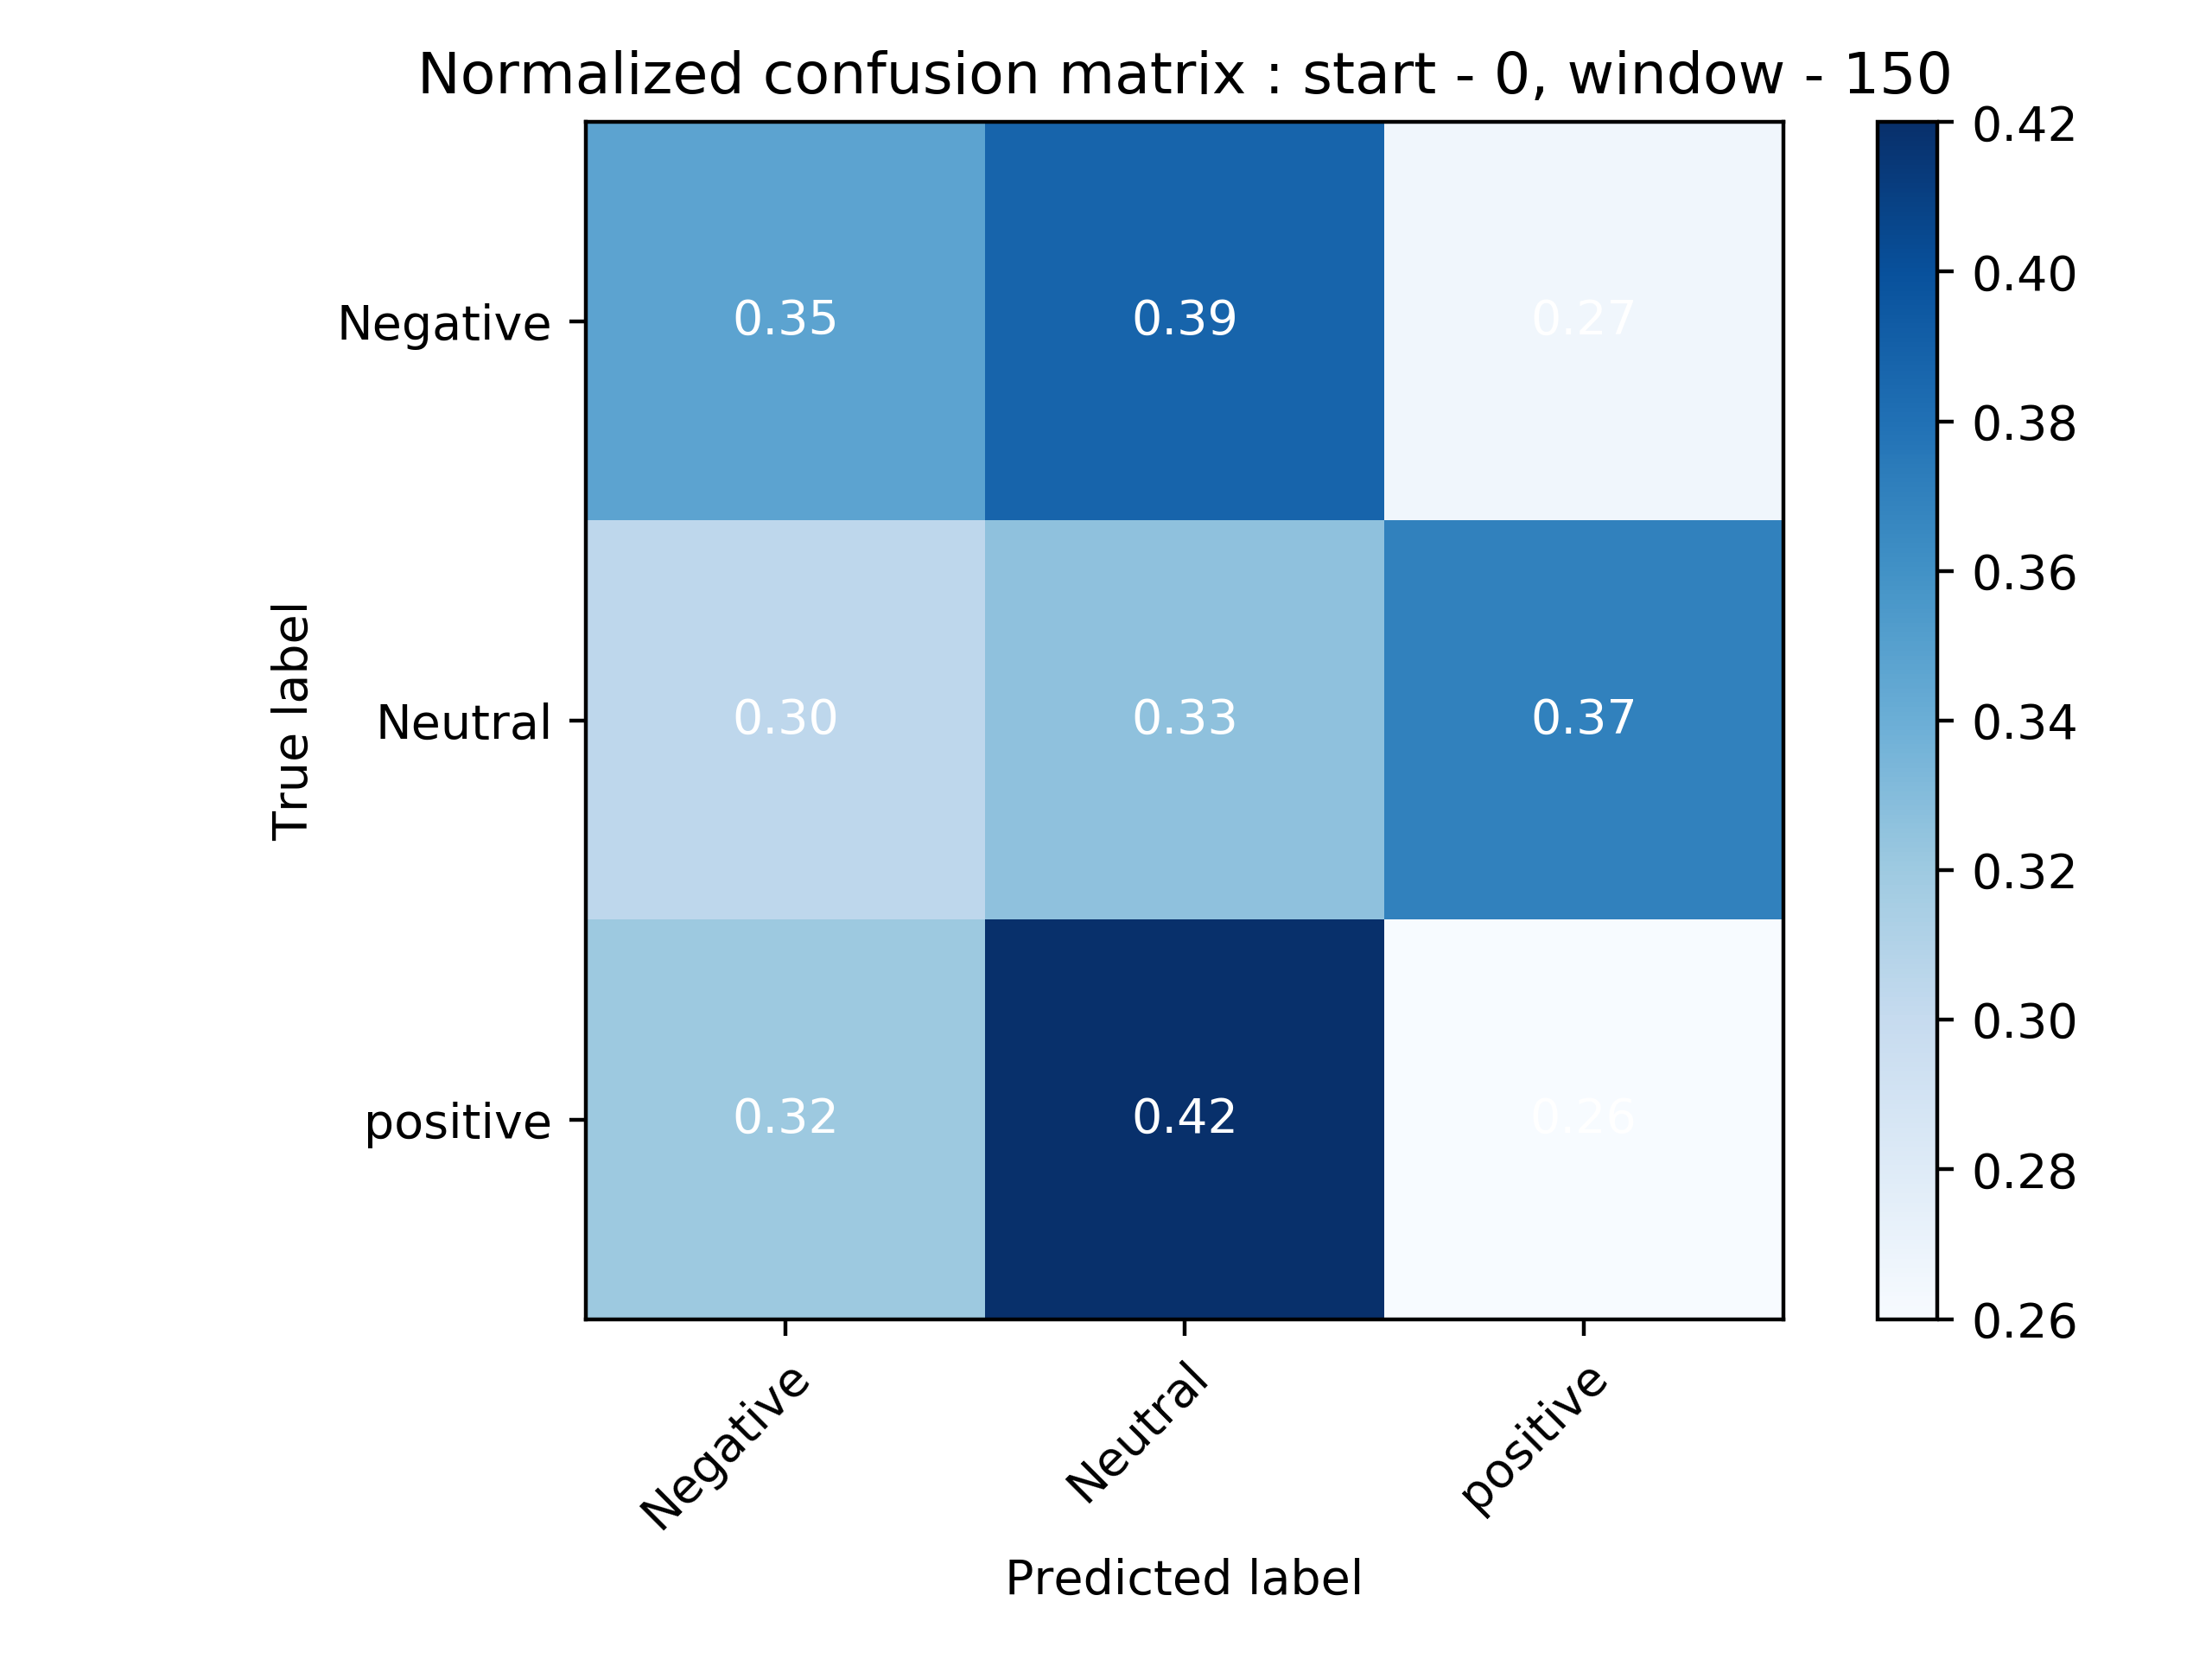 Normalized confusion matrix : start - 0, window - 150
0.42
0.40
0.38
0.36
0.34
0.32
0.30
0.28
0.26
True label
Negative
0.35 0.39 0.27
Neutral
0.30 0.33 0.37
positive
0.32 0.42 0.26
Negative
Neutral
positive
Predicted label